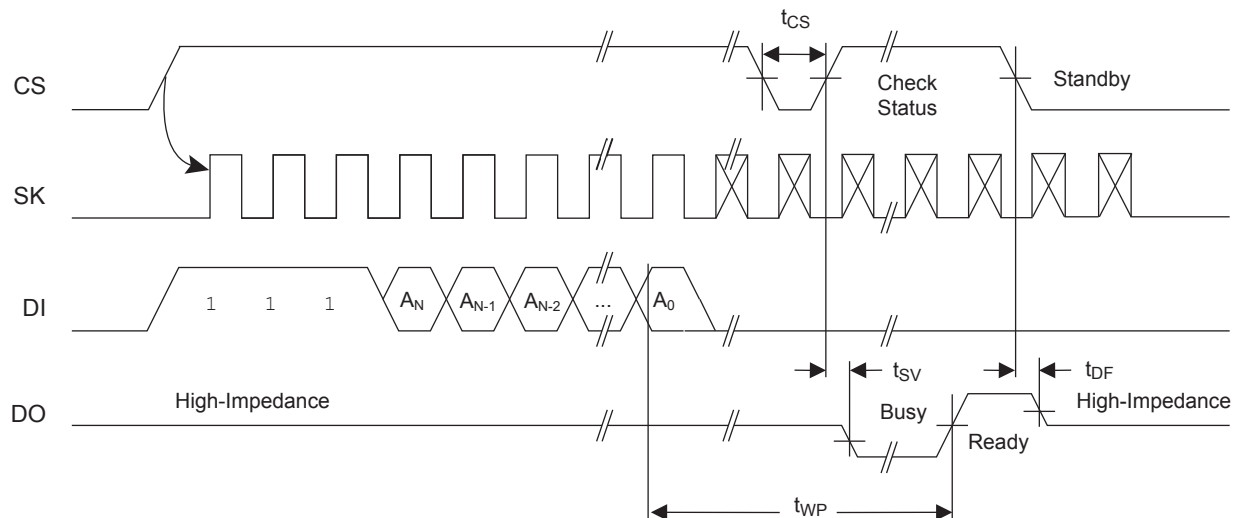 tCS
CS
Check
Status
Standby
SK
DI
1 1 1 AN AN-1 AN-2 ... A0
tSV
tDF
DO
High-Impedance
Busy
Ready
High-Impedance
tWP